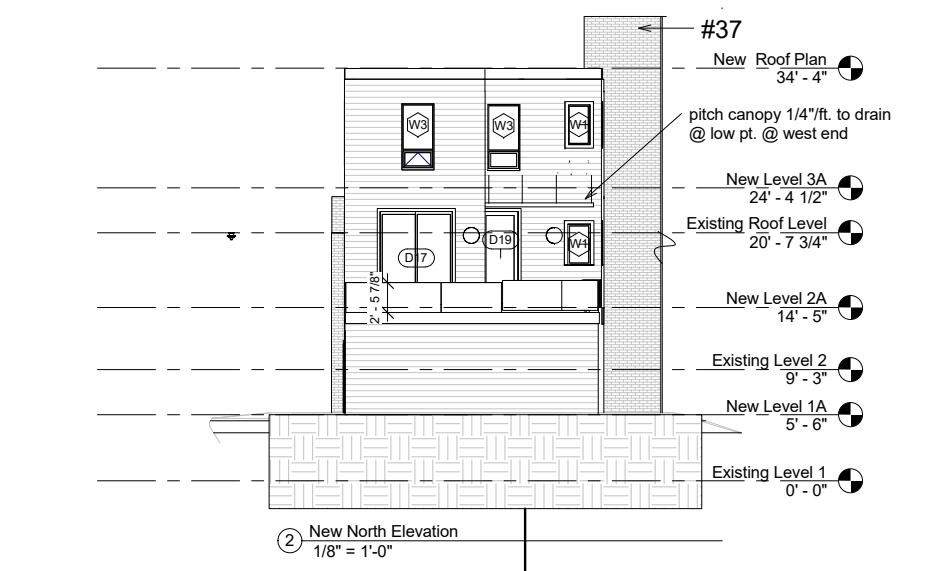 #37
New Roof Plan
34' - 4"
W3
W3
W1
pitch canopy 1/4"/ft. to drain
@ low pt. @ west end
New Level 3A
24' - 4 1/2"
Existing Roof Level
20' - 7 3/4"
D17
D19
W1
2' - 5 7/8"
New Level 2A
14' - 5"
Existing Level 2
9' - 3"
New Level 1A
5' - 6"
Existing Level 1
0' - 0"
2
New North Elevation
1/8" = 1'-0"